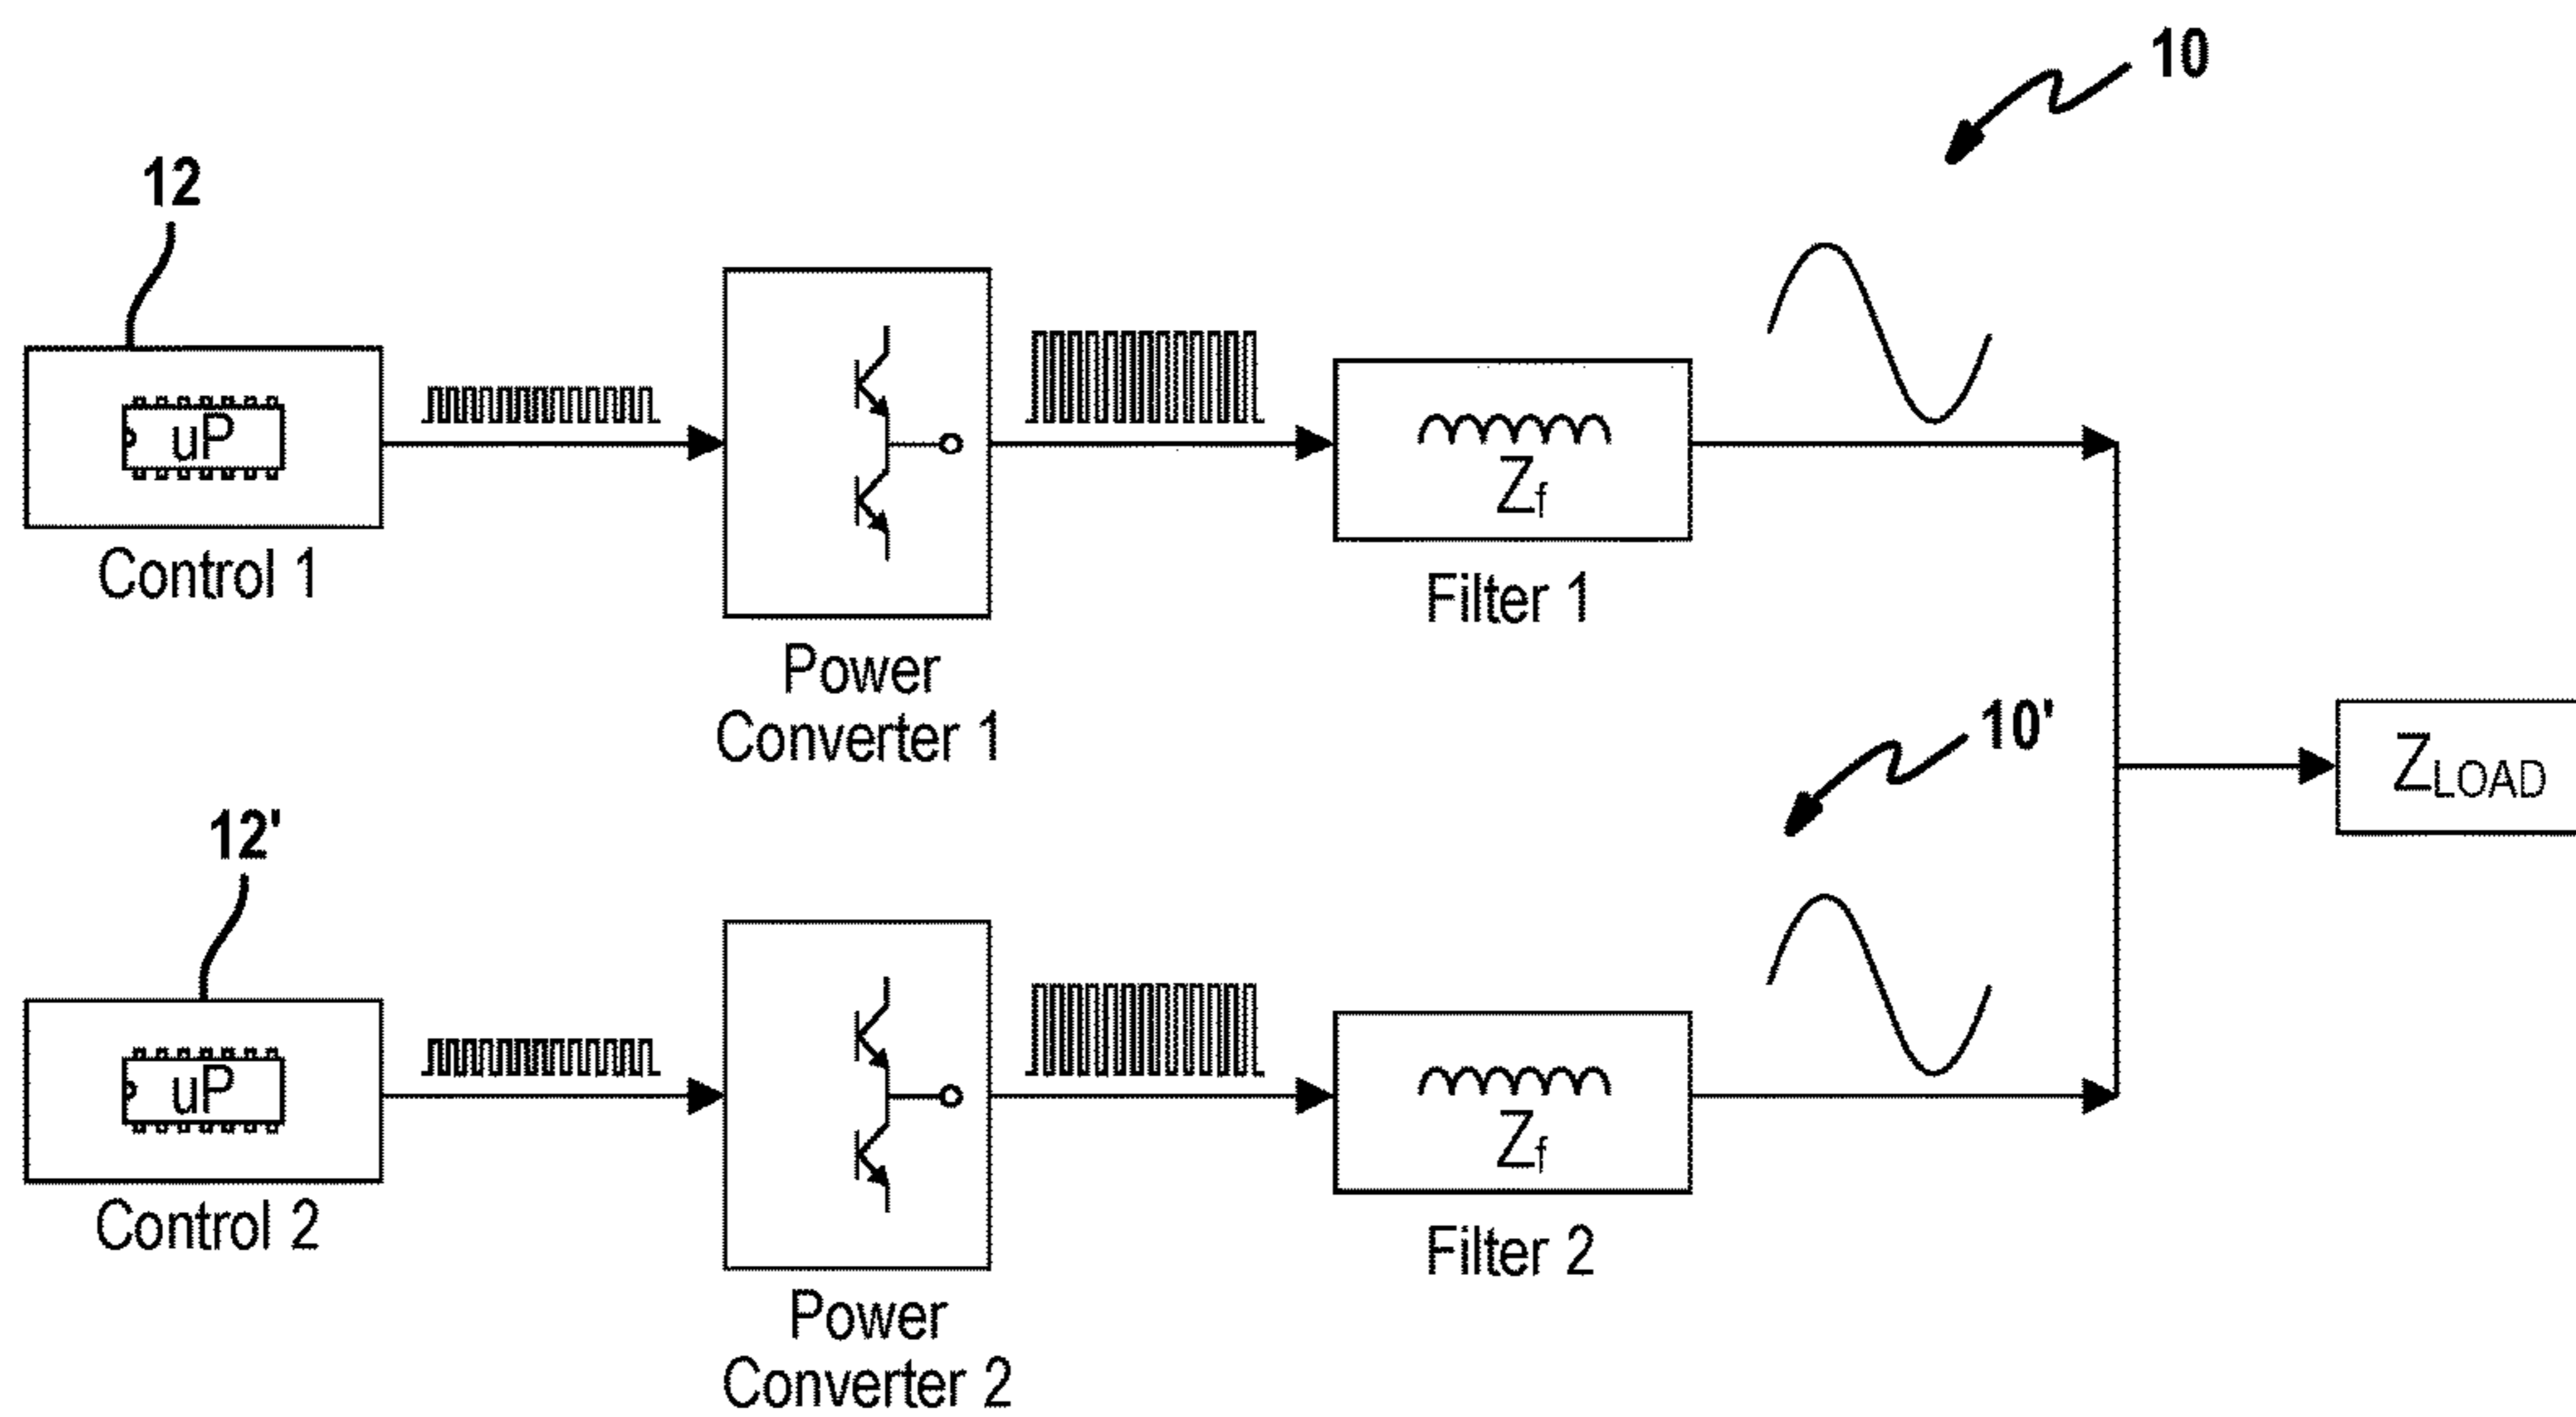 10
12
uP
Control 1
Power
Converter 1
Zf
Filter 1
10'
ZLOAD
12'
uP
Control 2
Power
Converter 2
Zf
Filter 2